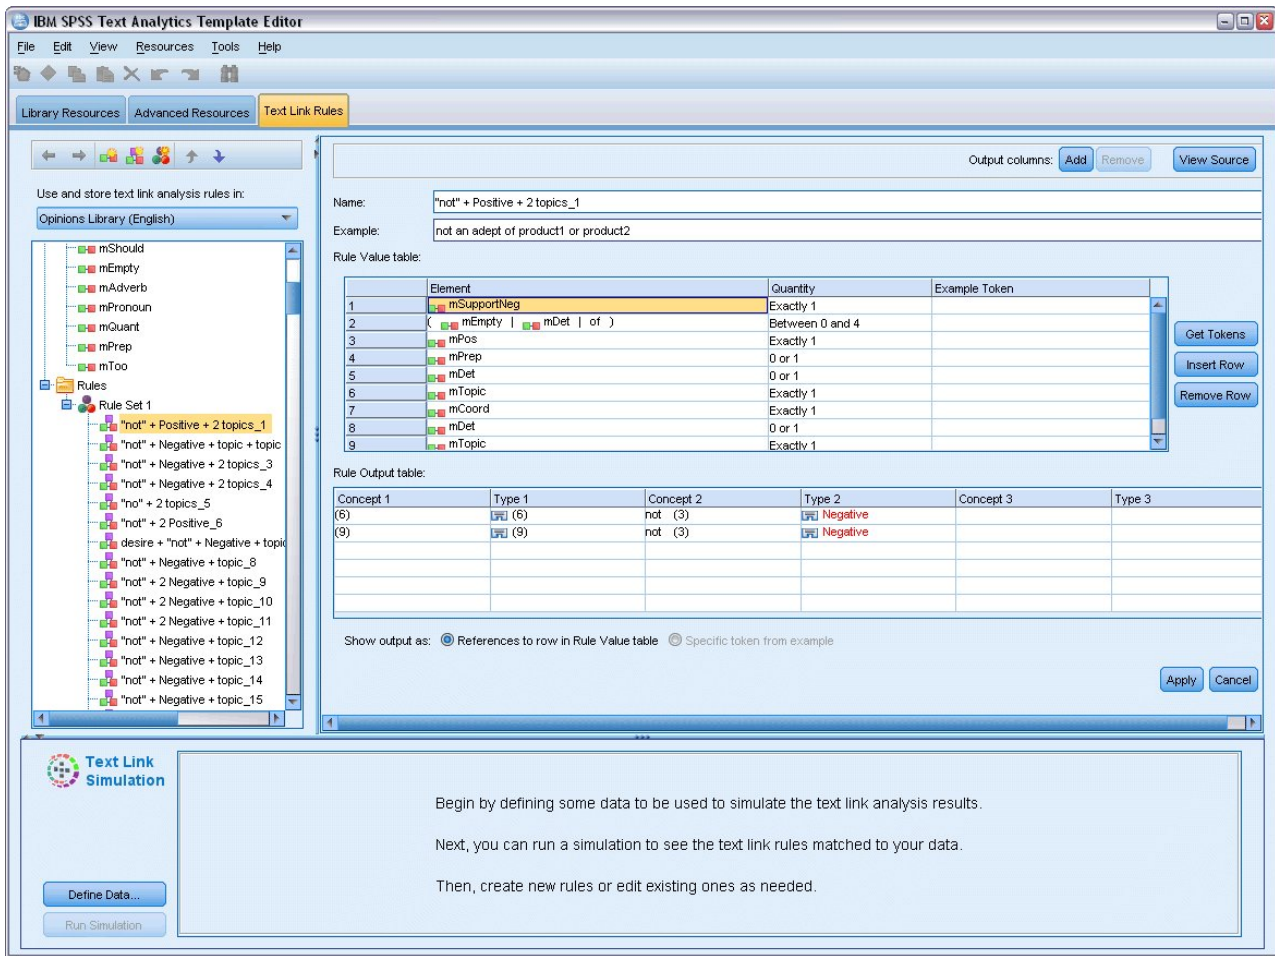 IBM SPSS Text Analytics Template Editor
File Edit View Resources Tools Help
Library Resources Advanced Resources Text Link Rules
Output columns: Add Remove View Source
Use and store text link analysis rules in:
Opinions Library (English)
mShould
mEmpty
mAdverb
mPronoun
mQuant
mPrep
mToo
Rules
Rule Set 1
"not" + Positive + 2 topics_1
"not" + Negative + topic + topic
"not" + Negative + 2 topics_3
"not" + Negative + 2 topics_4
"no" + 2 topics_5
"not" + 2 Positive_6
desire + "not" + Negative + topic
"not" + Negative + topic_8
"not" + 2 Negative + topic_9
"not" + 2 Negative + topic_10
"not" + 2 Negative + topic_11
"not" + Negative + topic_12
"not" + Negative + topic_13
"not" + Negative + topic_14
"not" + Negative + topic_15
Name: "not" + Positive + 2 topics_1
Example: not an adept of product1 or product2
Rule Value table:
Element Quantity Example Token
1 mSupportNeg Exactly 1
2 ( mEmpty | mDet | of ) Between 0 and 4
3 mPos Exactly 1
4 mPrep 0 or 1
5 mDet 0 or 1
6 mTopic Exactly 1
7 mCoord Exactly 1
8 mDet 0 or 1
9 mTopic Exactly 1
Get Tokens
Insert Row
Remove Row
Rule Output table:
Concept 1 Type 1 Concept 2 Type 2 Concept 3 Type 3
(6) (6) not (3) Negative
(9) (9) not (3) Negative
Show output as: References to row in Rule Value table Specific token from example
Apply Cancel
Text Link
Simulation
Define Data...
Run Simulation
Begin by defining some data to be used to simulate the text link analysis results.
Next, you can run a simulation to see the text link rules matched to your data.
Then, create new rules or edit existing ones as needed.